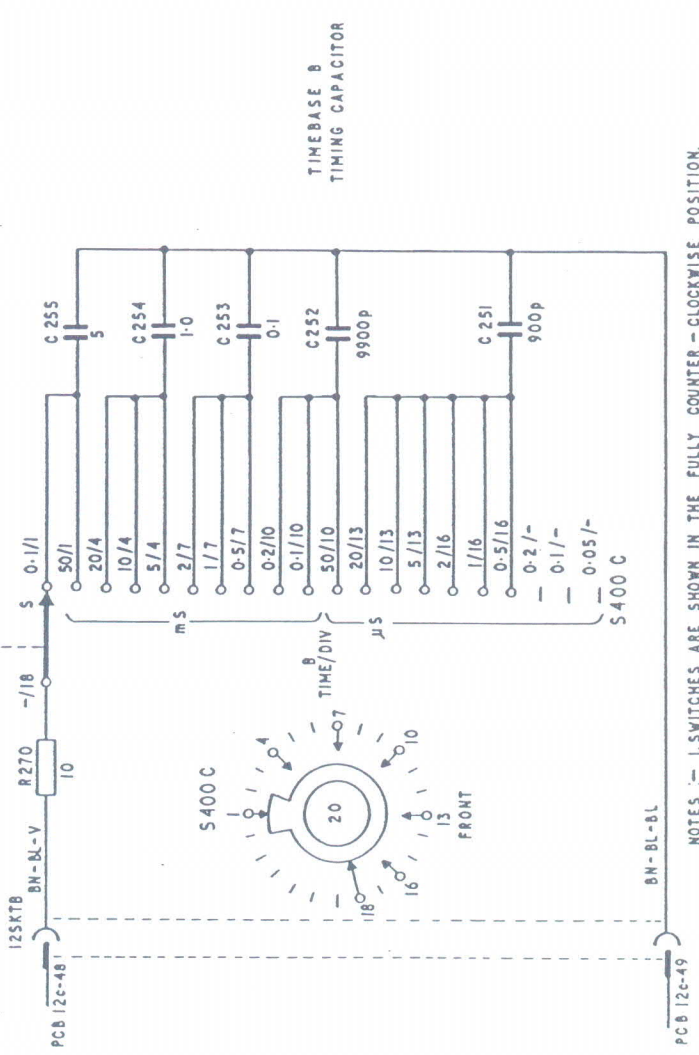 TIMEBASE B
TIMING CAPACITOR
PCB 12c-48
12SKTB
BN-BL-V
R270
10
-/18
S
0·1/1
50/1
20/4
10/4
5/4
2/7
1/7
0·5/7
0·2/10
0·1/10
50/10
20/13
10/13
5/13
2/16
1/16
0·5/16
0·2/-
0·1/-
0·05/-
S400 C
mS
µS
B
TIME/DIV
C255
5
C254
1·0
C253
0·1
C252
9900p
C251
900p
S400 C
1
4
7
10
13
16
18
20
FRONT
PCB 12c-49
BN-BL-BL
NOTES :- 1.SWITCHES ARE SHOWN IN THE FULLY COUNTER-CLOCKWISE POSITION.